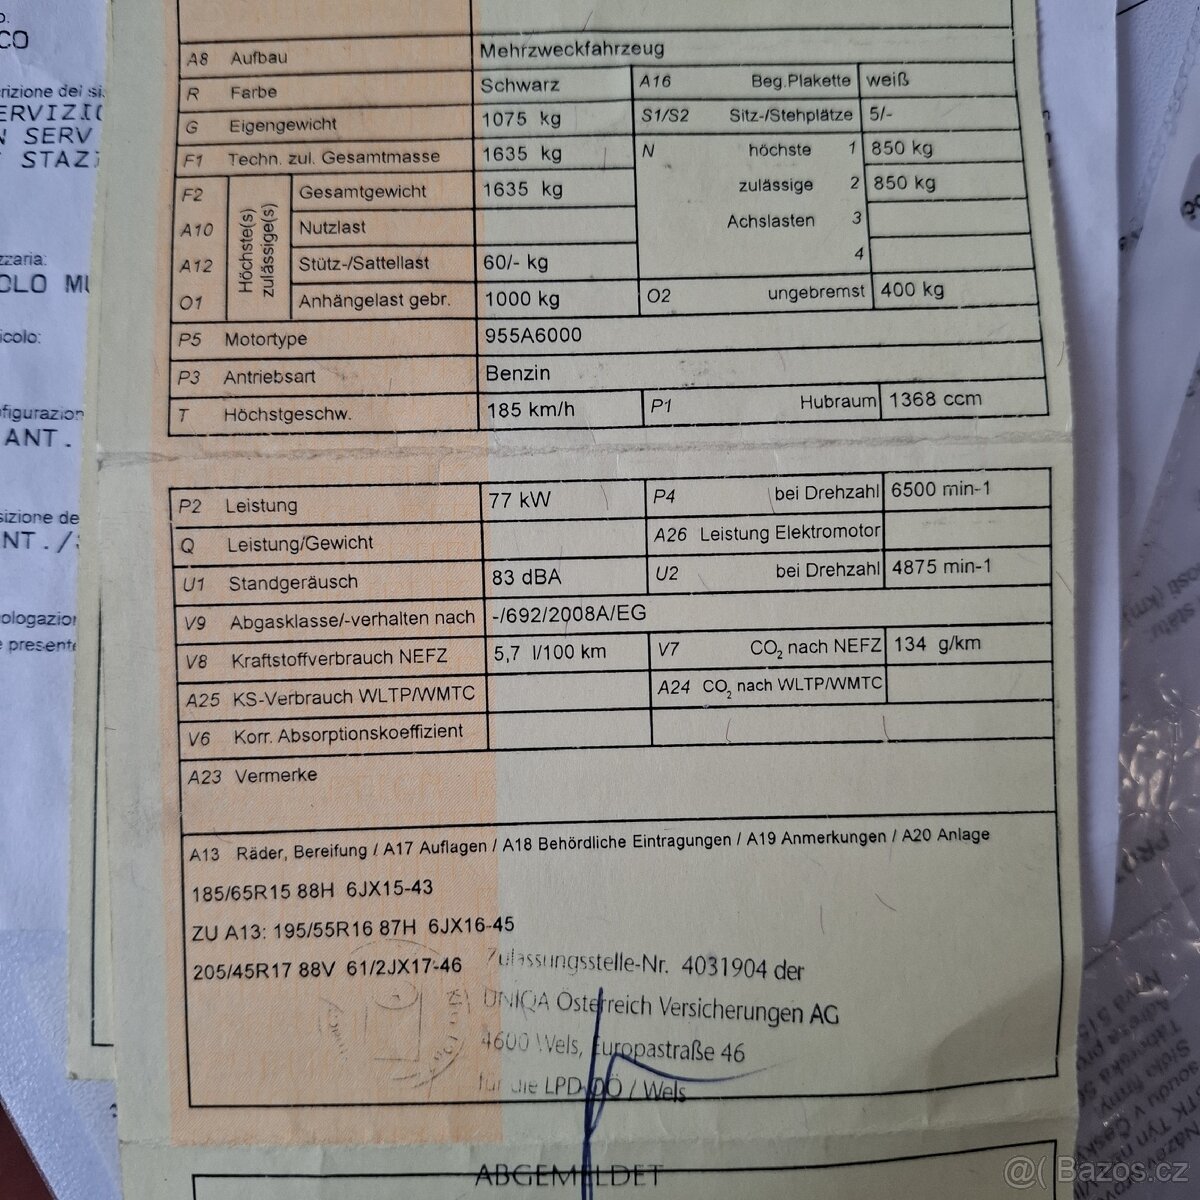 A8 Aufbau Mehrzweckfahrzeug
R Farbe Schwarz A16 Beg.Plakette weiß
G Eigengewicht 1075 kg S1/S2 Sitz-/Stehplätze 5/-
F1 Techn. zul. Gesamtmasse 1635 kg N höchste 1 850 kg
F2 Höchste(s) zulässige(s) Gesamtgewicht 1635 kg zulässige 2 850 kg
A10 Nutzlast Achslasten 3
A12 Stütz-/Sattellast 60/- kg 4
O1 Anhängelast gebr. 1000 kg O2 ungebremst 400 kg
P5 Motortype 955A6000
P3 Antriebsart Benzin
T Höchstgeschw. 185 km/h P1 Hubraum 1368 ccm
P2 Leistung 77 kW P4 bei Drehzahl 6500 min-1
Q Leistung/Gewicht A26 Leistung Elektromotor
U1 Standgeräusch 83 dBA U2 bei Drehzahl 4875 min-1
V9 Abgasklasse/-verhalten nach -/692/2008A/EG
V8 Kraftstoffverbrauch NEFZ 5,7 l/100 km V7 CO2 nach NEFZ 134 g/km
A25 KS-Verbrauch WLTP/WMTC A24 CO2 nach WLTP/WMTC
V6 Korr. Absorptionskoeffizient
A23 Vermerke
A13 Räder, Bereifung / A17 Auflagen / A18 Behördliche Eintragungen / A19 Anmerkungen / A20 Anlage
185/65R15 88H 6JX15-43
ZU A13: 195/55R16 87H 6JX16-45
205/45R17 88V 61/2JX17-46
Zulassungsstelle-Nr. 4031904 der
UNIQA Österreich Versicherungen AG
4600 Wels, Europastraße 46
für die LPD OÖ / Wels
ABGEMELDET
@( Bazos.cz